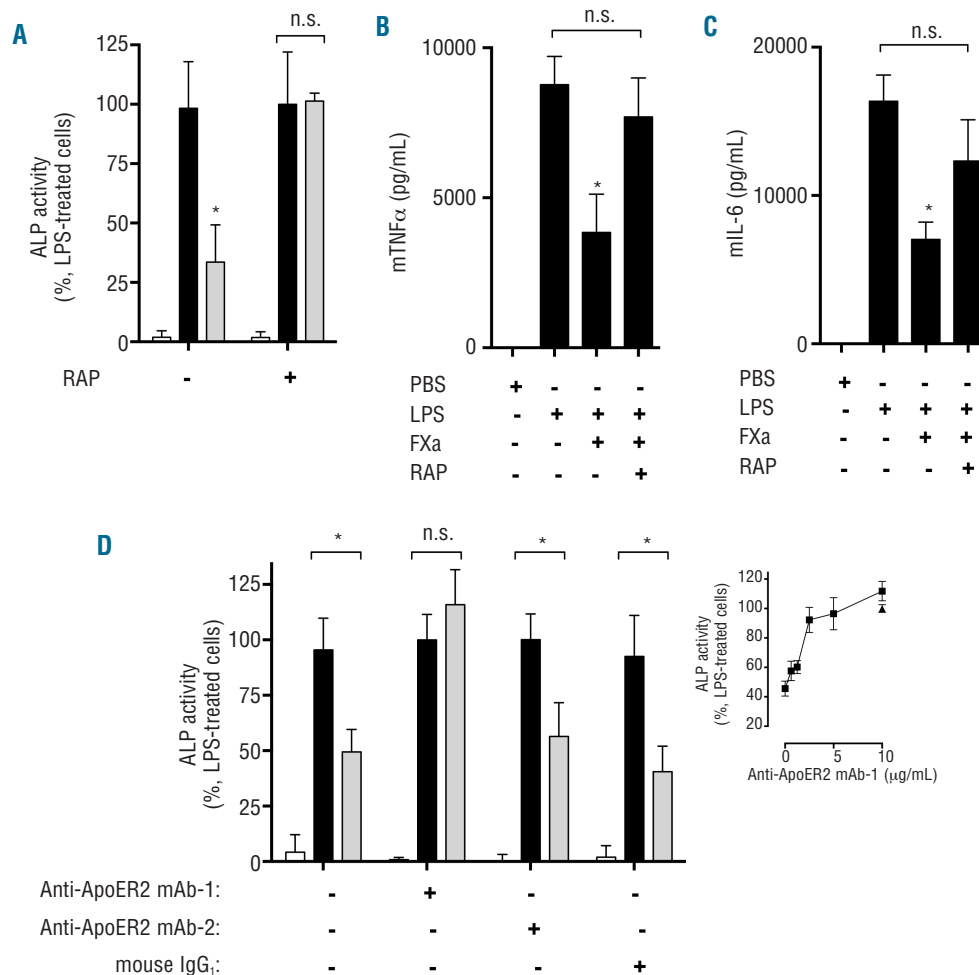 A
n.s.
ALP activity
(%, LPS-treated cells)
125
100
75
50
25
0
*
RAP - +
B
n.s.
mTNFα (pg/mL)
10000
5000
0
*
PBS + - - -
LPS - + + +
FXa - - + +
RAP - - - +
C
n.s.
mIL-6 (pg/mL)
20000
10000
0
*
PBS + - - -
LPS - + + +
FXa - - + +
RAP - - - +
D
* n.s. * *
ALP activity
(%, LPS-treated cells)
125
100
75
50
25
0
Anti-ApoER2 mAb-1: - + - -
Anti-ApoER2 mAb-2: - - + -
mouse IgG₁: - - - +
ALP activity
(%, LPS-treated cells)
120
100
80
60
40
20
0 5 10
Anti-ApoER2 mAb-1 (μg/mL)